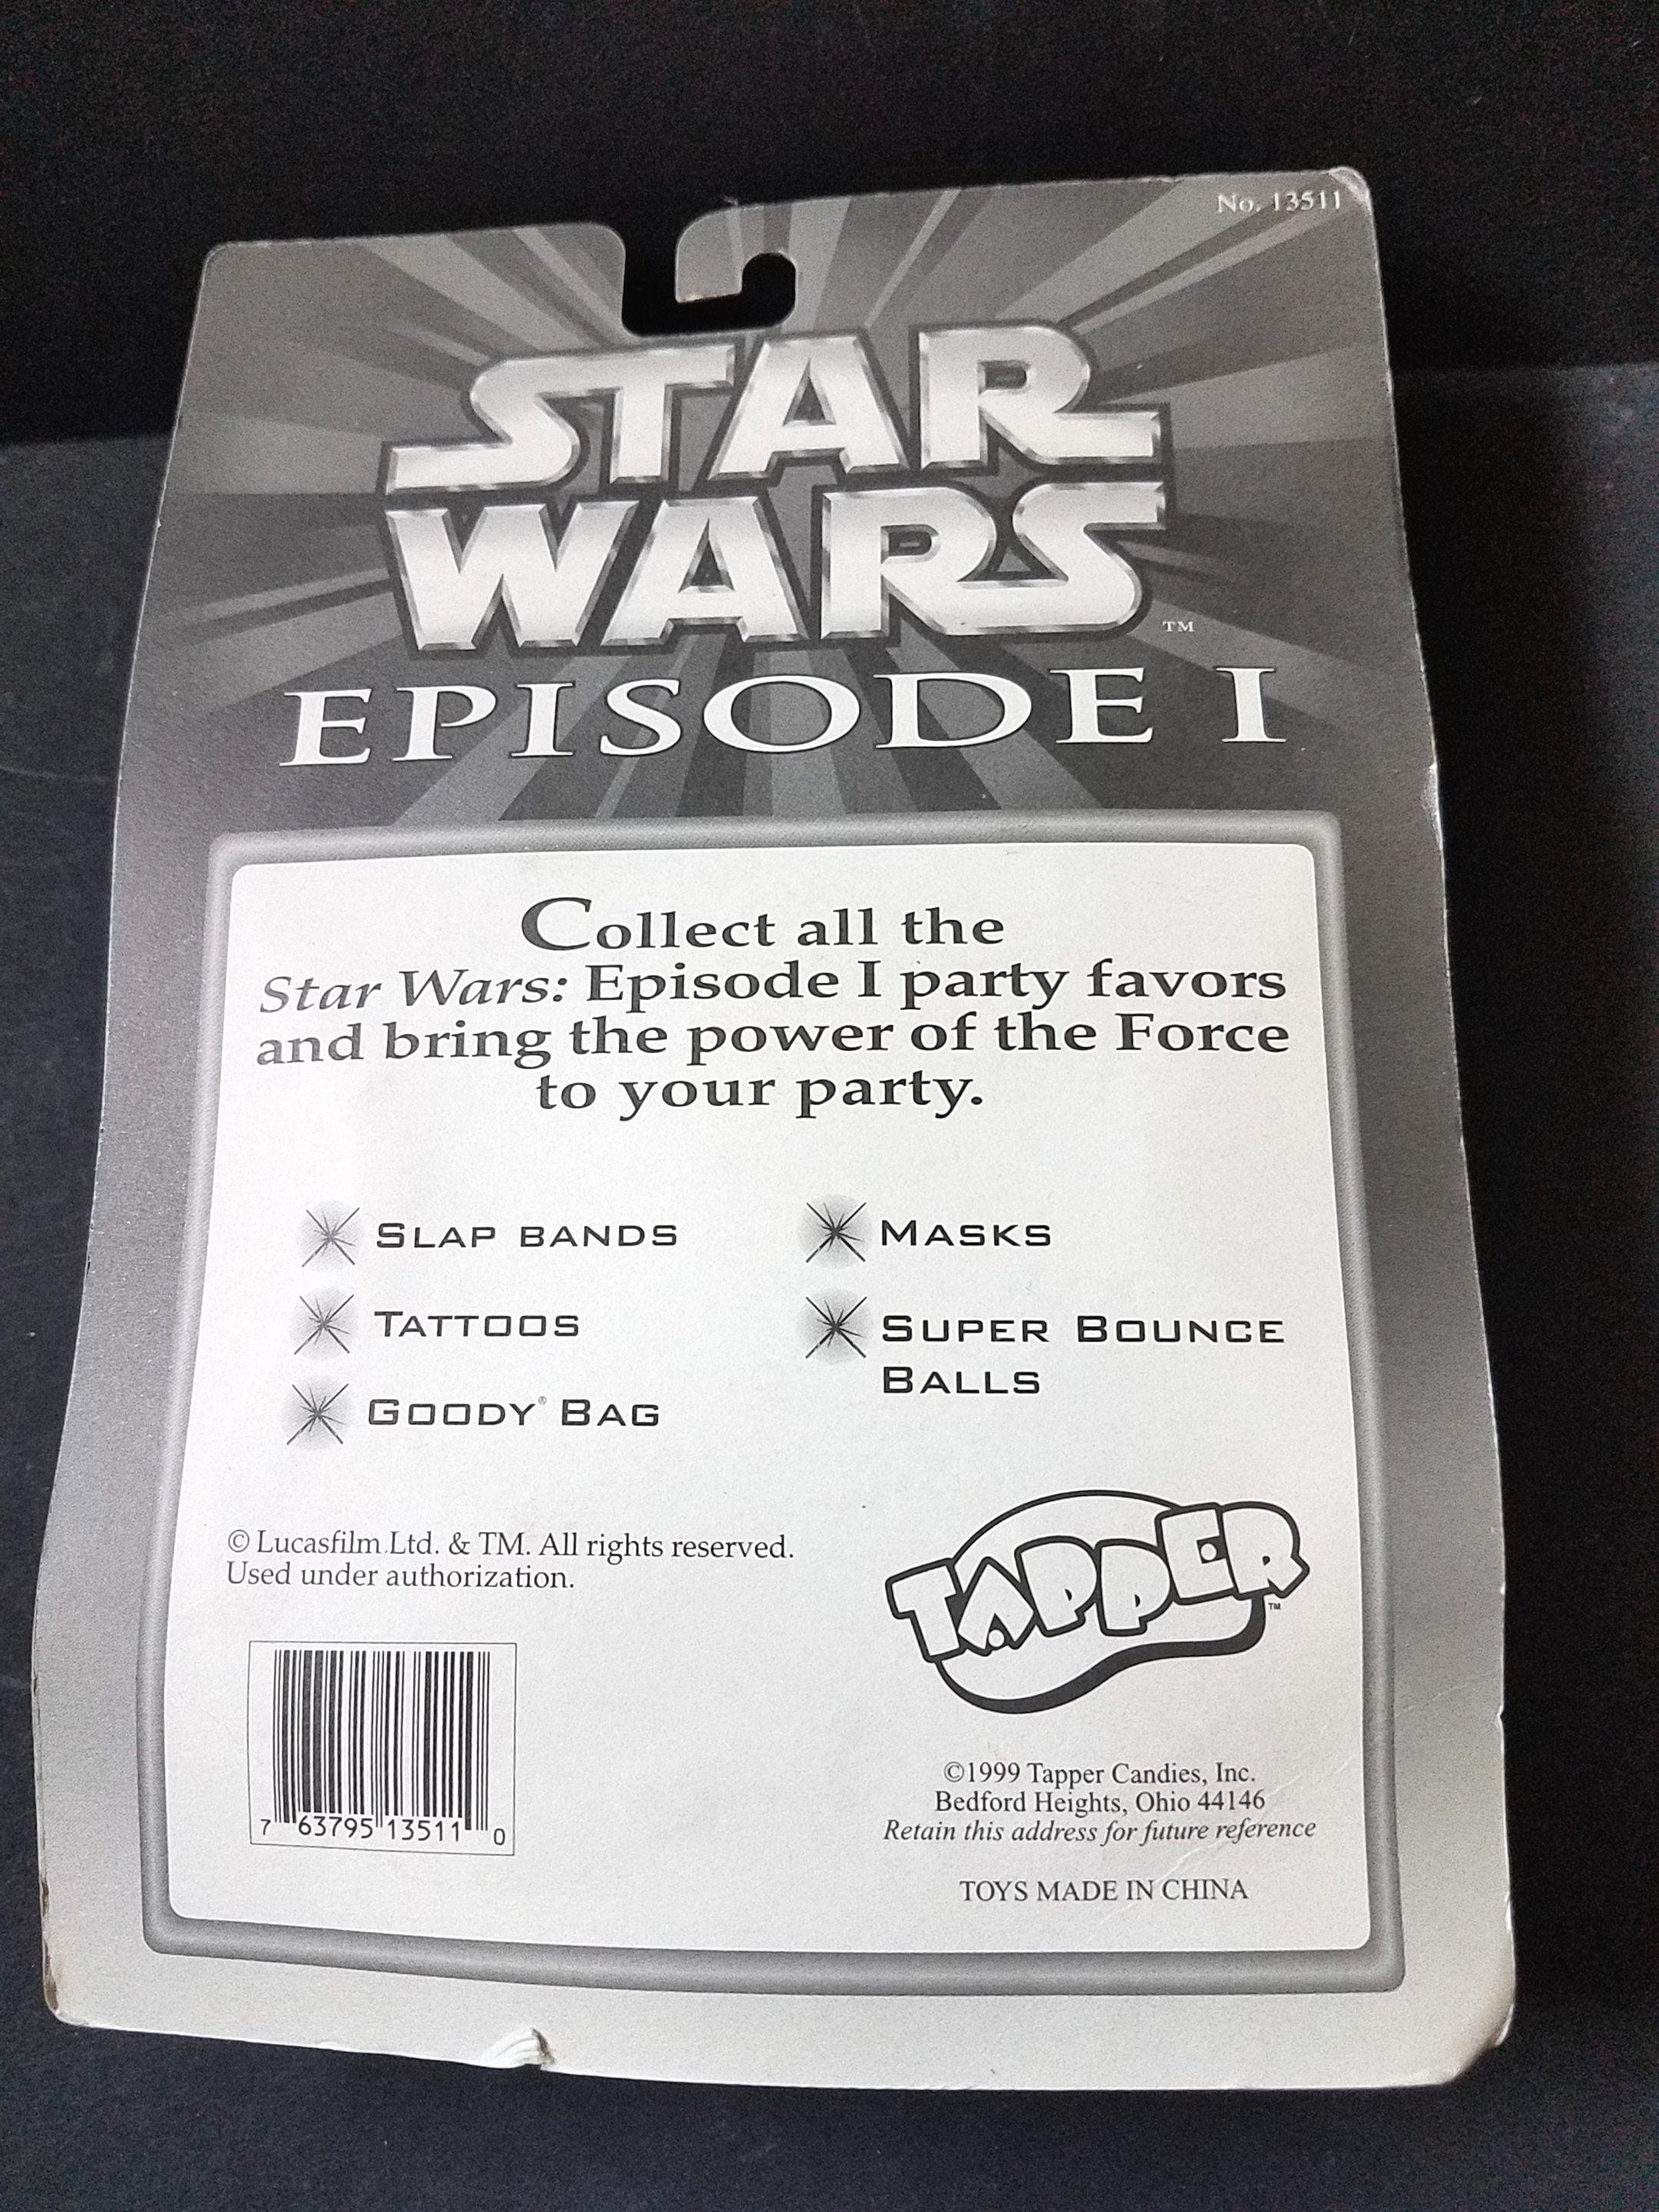 No. 13511
STAR
WARS
TM
EPISODE I
Collect all the
Star Wars: Episode I party favors
and bring the power of the Force
to your party.
SLAP BANDS
TATTOOS
GOODY® BAG
MASKS
SUPER BOUNCE
BALLS
© Lucasfilm Ltd. & TM. All rights reserved.
Used under authorization.
7 63795 13511 0
TAPPER
TM
©1999 Tapper Candies, Inc.
Bedford Heights, Ohio 44146
Retain this address for future reference
TOYS MADE IN CHINA